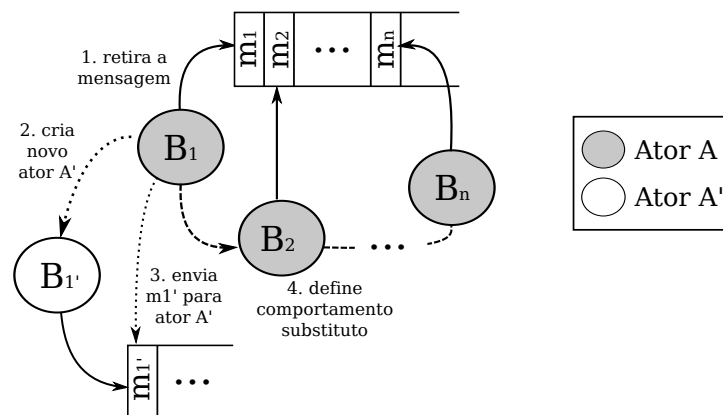 m1 m2 ••• mn
1. retira a
mensagem
2. cria
novo
ator A'
B1
Bn
B2
•••
B1'
3. envia
m1' para
ator A'
4. define
comportamento
substituto
m1' •••
Ator A
Ator A'